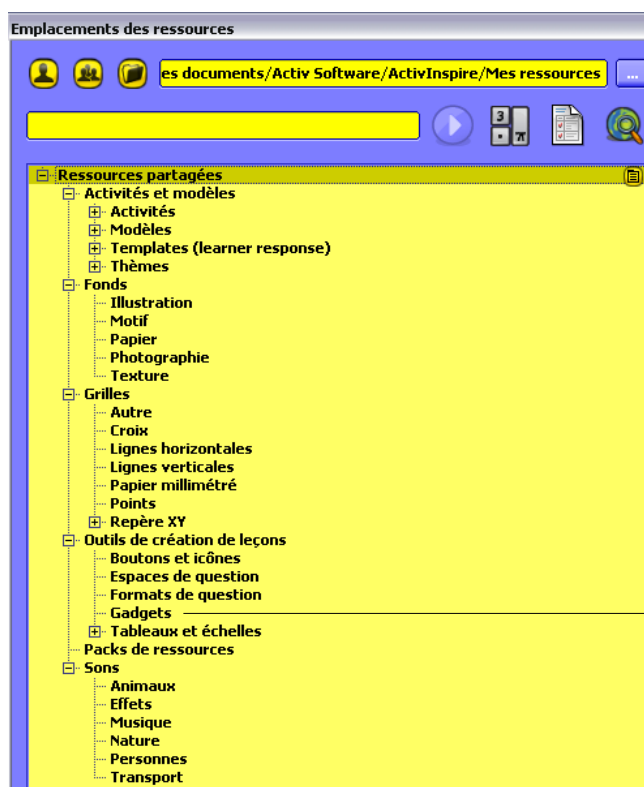 Emplacements des ressources
es documents/Activ Software/ActivInspire/Mes ressources ...
3 π
Ressources partagées
Activités et modèles
Activités
Modèles
Templates (learner response)
Thèmes
Fonds
Illustration
Motif
Papier
Photographie
Texture
Grilles
Autre
Croix
Lignes horizontales
Lignes verticales
Papier millimétré
Points
Repère XY
Outils de création de leçons
Boutons et icônes
Espaces de question
Formats de question
Gadgets
Tableaux et échelles
Packs de ressources
Sons
Animaux
Effets
Musique
Nature
Personnes
Transport